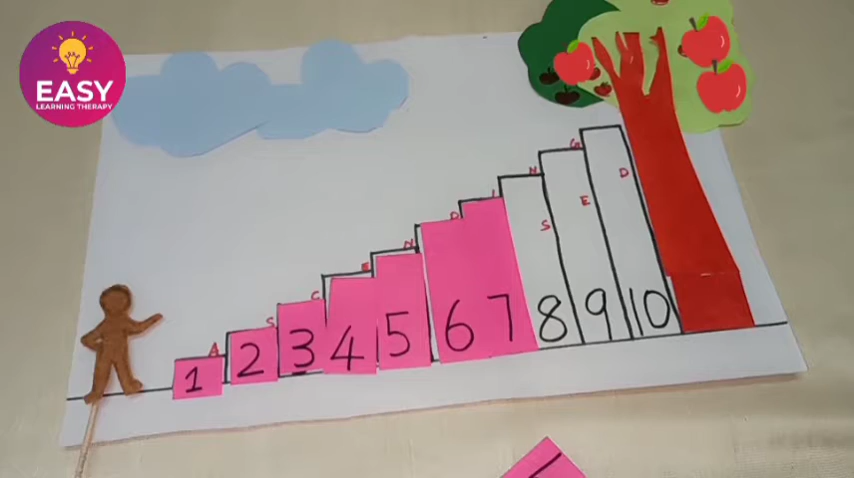 EASY
LEARNING THERAPY
A S C E N D I N G
D
E
S
1 2 3 4 5 6 7 8 9 10